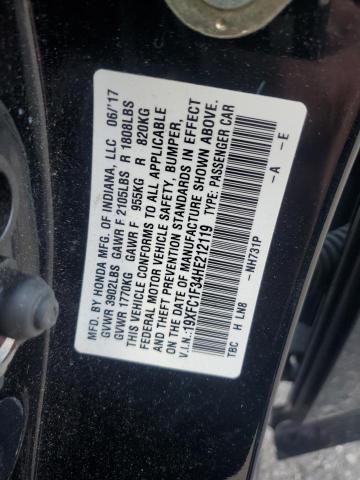 MFD. BY HONDA MFG. OF INDIANA, LLC 06/17
GVWR 3902LBS GAWR F 2105LBS R 1808LBS
GVWR 1770KG GAWR F 955KG R 820KG
THIS VEHICLE CONFORMS TO ALL APPLICABLE
FEDERAL MOTOR VEHICLE SAFETY, BUMPER,
AND THEFT PREVENTION STANDARDS IN EFFECT
ON THE DATE OF MANUFACTURE SHOWN ABOVE.
V.I.N.:19XFC1F34HE212119 TYPE: PASSENGER CAR
-NH731P -A -E
TBC H LN8